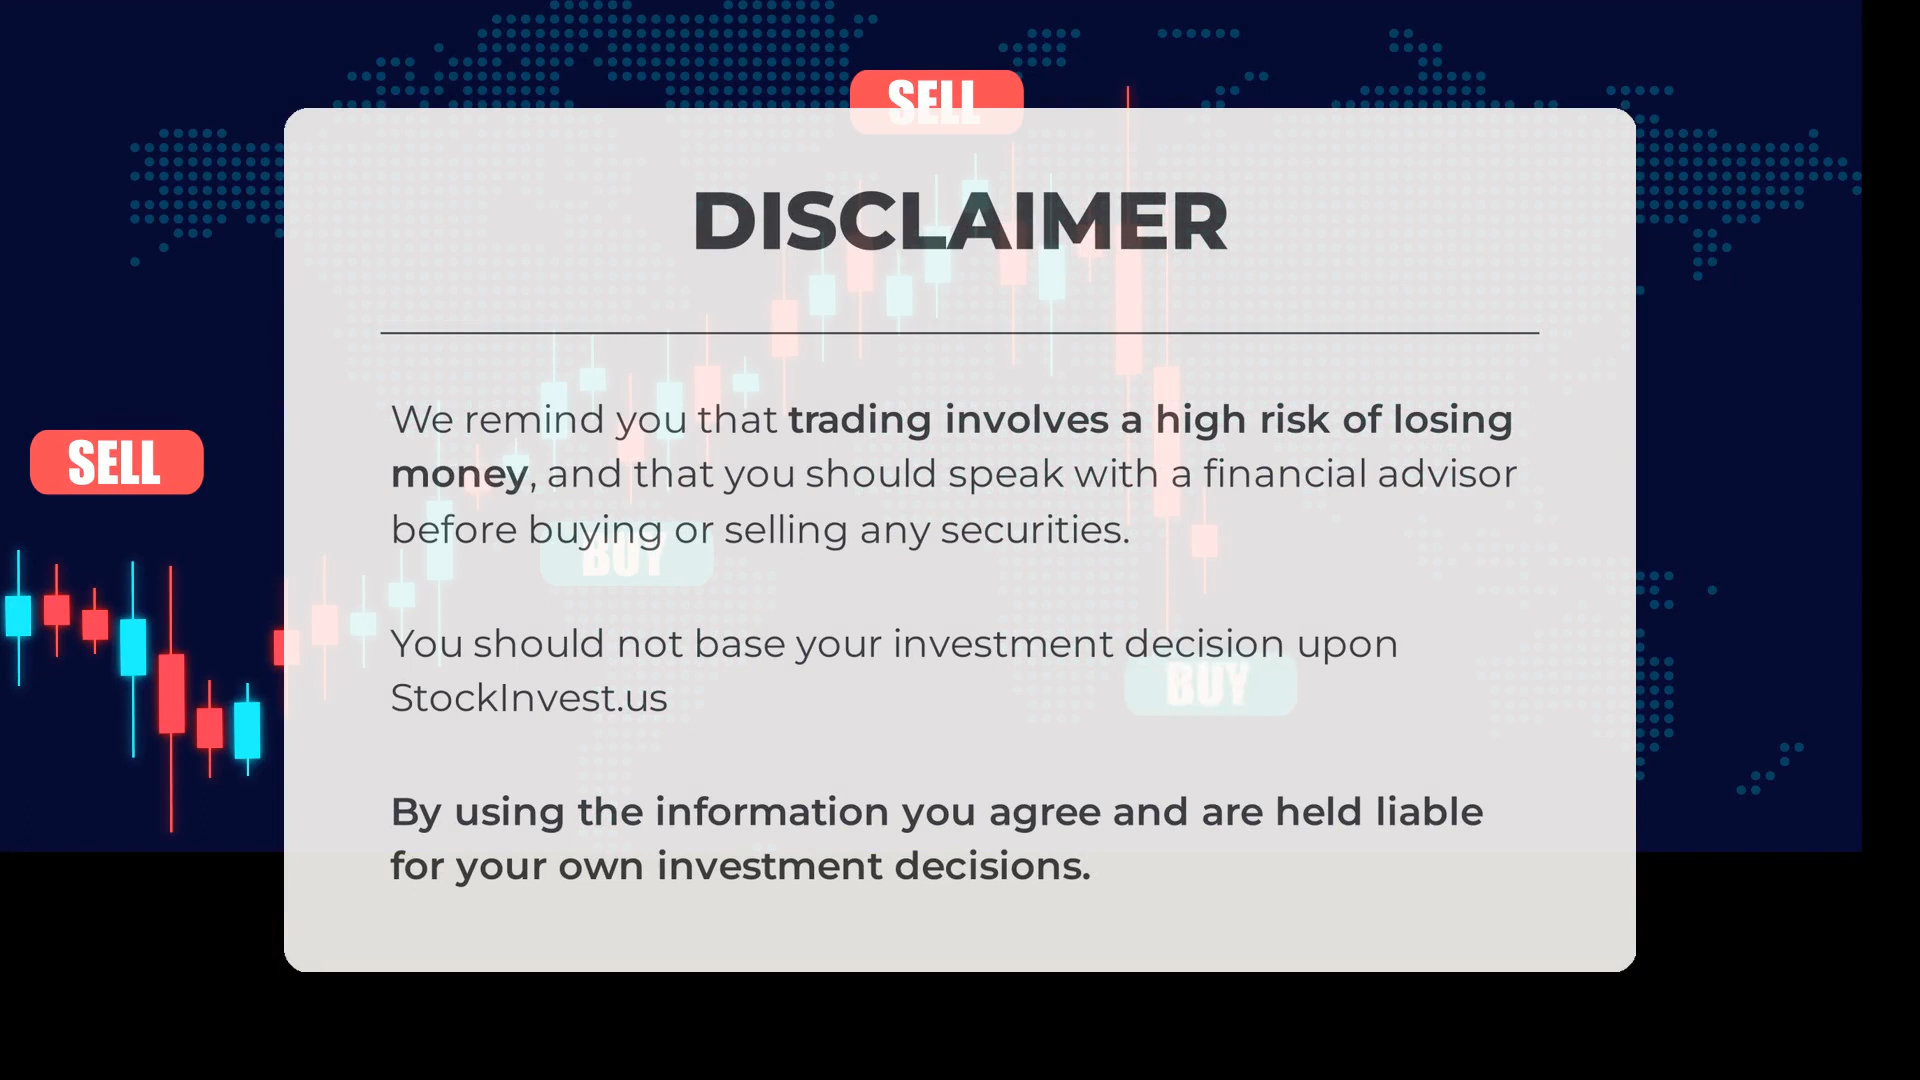 SELL
DISCLAIMER
We remind you that trading involves a high risk of losing
money, and that you should speak with a financial advisor
SELL
before buying or selling any securities.
BUY
You should not base your investment decision upon
BUY
StockInvest.us
By using the information you agree and are held liable
for your own investment decisions.